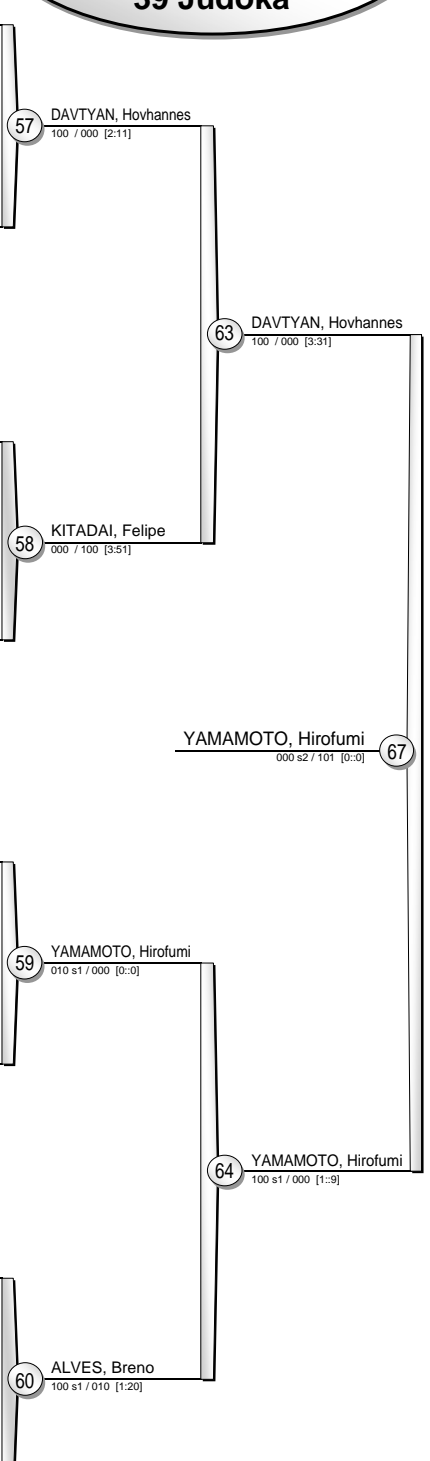 39 Judoka
57
DAVTYAN, Hovhannes
100 / 000 [2:11]
63
DAVTYAN, Hovhannes
100 / 000 [3:31]
58
KITADAI, Felipe
000 / 100 [3:51]
YAMAMOTO, Hirofumi
000 s2 / 101 [0::0]
67
59
YAMAMOTO, Hirofumi
010 s1 / 000 [0::0]
64
YAMAMOTO, Hirofumi
100 s1 / 000 [1::9]
60
ALVES, Breno
100 s1 / 010 [1:20]